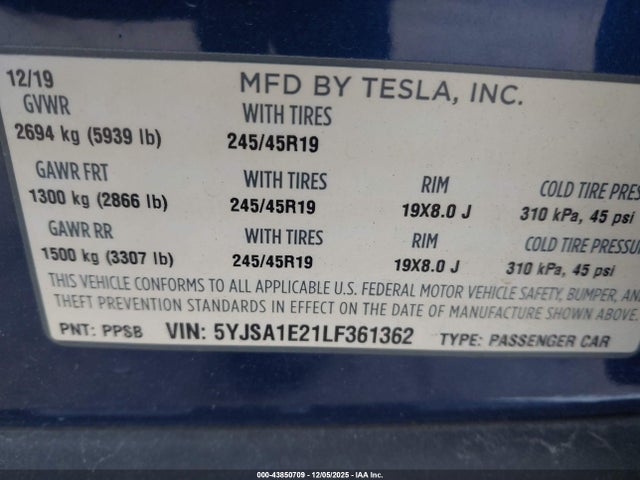 12/19 MFD BY TESLA, INC.
GVWR WITH TIRES
2694 kg (5939 lb) 245/45R19
GAWR FRT WITH TIRES RIM COLD TIRE PRES
1300 kg (2866 lb) 245/45R19 19X8.0 J 310 kPa, 45 psi
GAWR RR WITH TIRES RIM COLD TIRE PRESSUR
1500 kg (3307 lb) 245/45R19 19X8.0 J 310 kPa, 45 psi
THIS VEHICLE CONFORMS TO ALL APPLICABLE U.S. FEDERAL MOTOR VEHICLE SAFETY, BUMPER, AND
THEFT PREVENTION STANDARDS IN EFFECT ON THE DATE OF MANUFACTURE SHOWN ABOVE.
PNT: PPSB VIN: 5YJSA1E21LF361362 TYPE: PASSENGER CAR
000-43850709 - 12/05/2025 - IAA Inc.